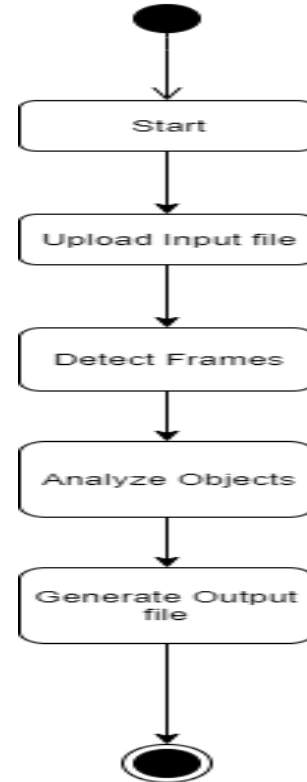 Start
Upload Input file
Detect Frames
Analyze Objects
Generate Output
file